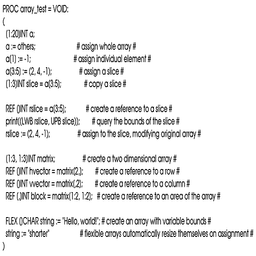 PROC array_test = VOID:
(
(1:20)INT a;
a := others; # assign whole array #
a(1) := -1; # assign individual element #
a(3:5) := (2, 4, -1); # assign a slice #
(1:3)INT slice = a(3:5); # copy a slice #
REF ()INT rslice = a(3:5); # create a reference to a slice #
print((LWB rslice, UPB slice)); # query the bounds of the slice #
rslice := (2, 4, -1); # assign to the slice, modifying original array #
(1:3, 1:3)INT matrix; # create a two dimensional array #
REF ()INT hvector = matrix(2,); # create a reference to a row #
REF ()INT vvector = matrix(,2); # create a reference to a column #
REF (,)INT block = matrix(1:2, 1:2); # create a reference to an area of the array #
FLEX ()CHAR string := "Hello, world!"; # create an array with variable bounds #
string := "shorter" # flexible arrays automatically resize themselves on assignment #
)